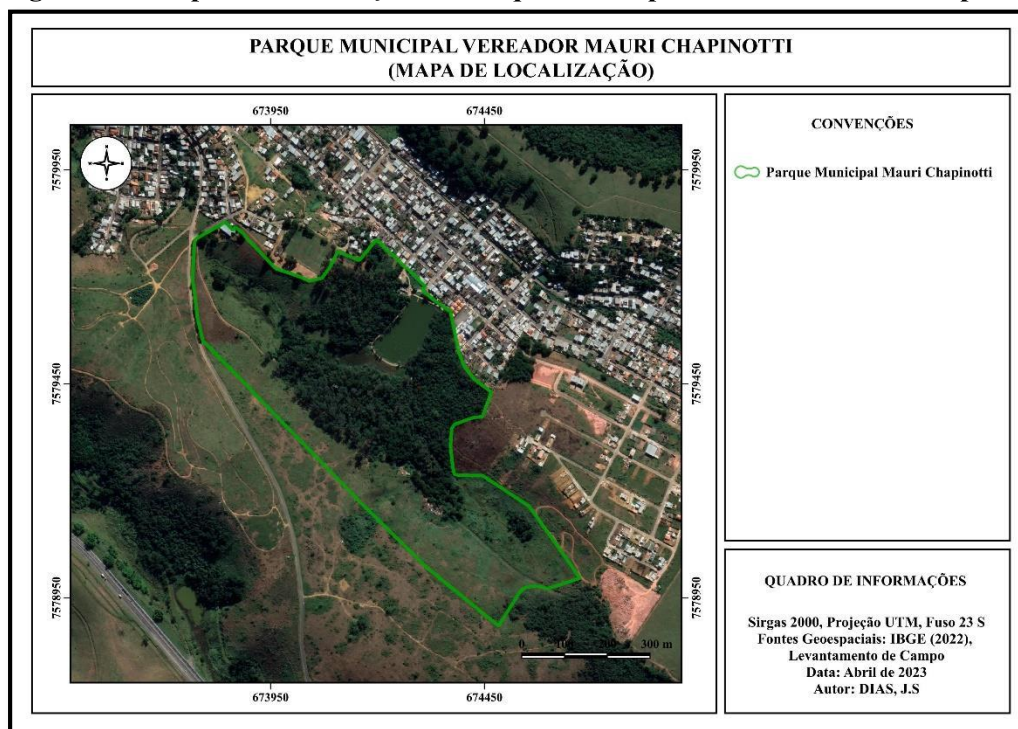 PARQUE MUNICIPAL VEREADOR MAURI CHAPINOTTI
(MAPA DE LOCALIZAÇÃO)
673950 674450
7579950 7579950
7579450 7579450
7578950 7578950
0 100 200 300 m
673950 674450
CONVENÇÕES
Parque Municipal Mauri Chapinotti
QUADRO DE INFORMAÇÕES
Sirgas 2000, Projeção UTM, Fuso 23 S
Fontes Geoespaciais: IBGE (2022),
Levantamento de Campo
Data: Abril de 2023
Autor: DIAS, J.S